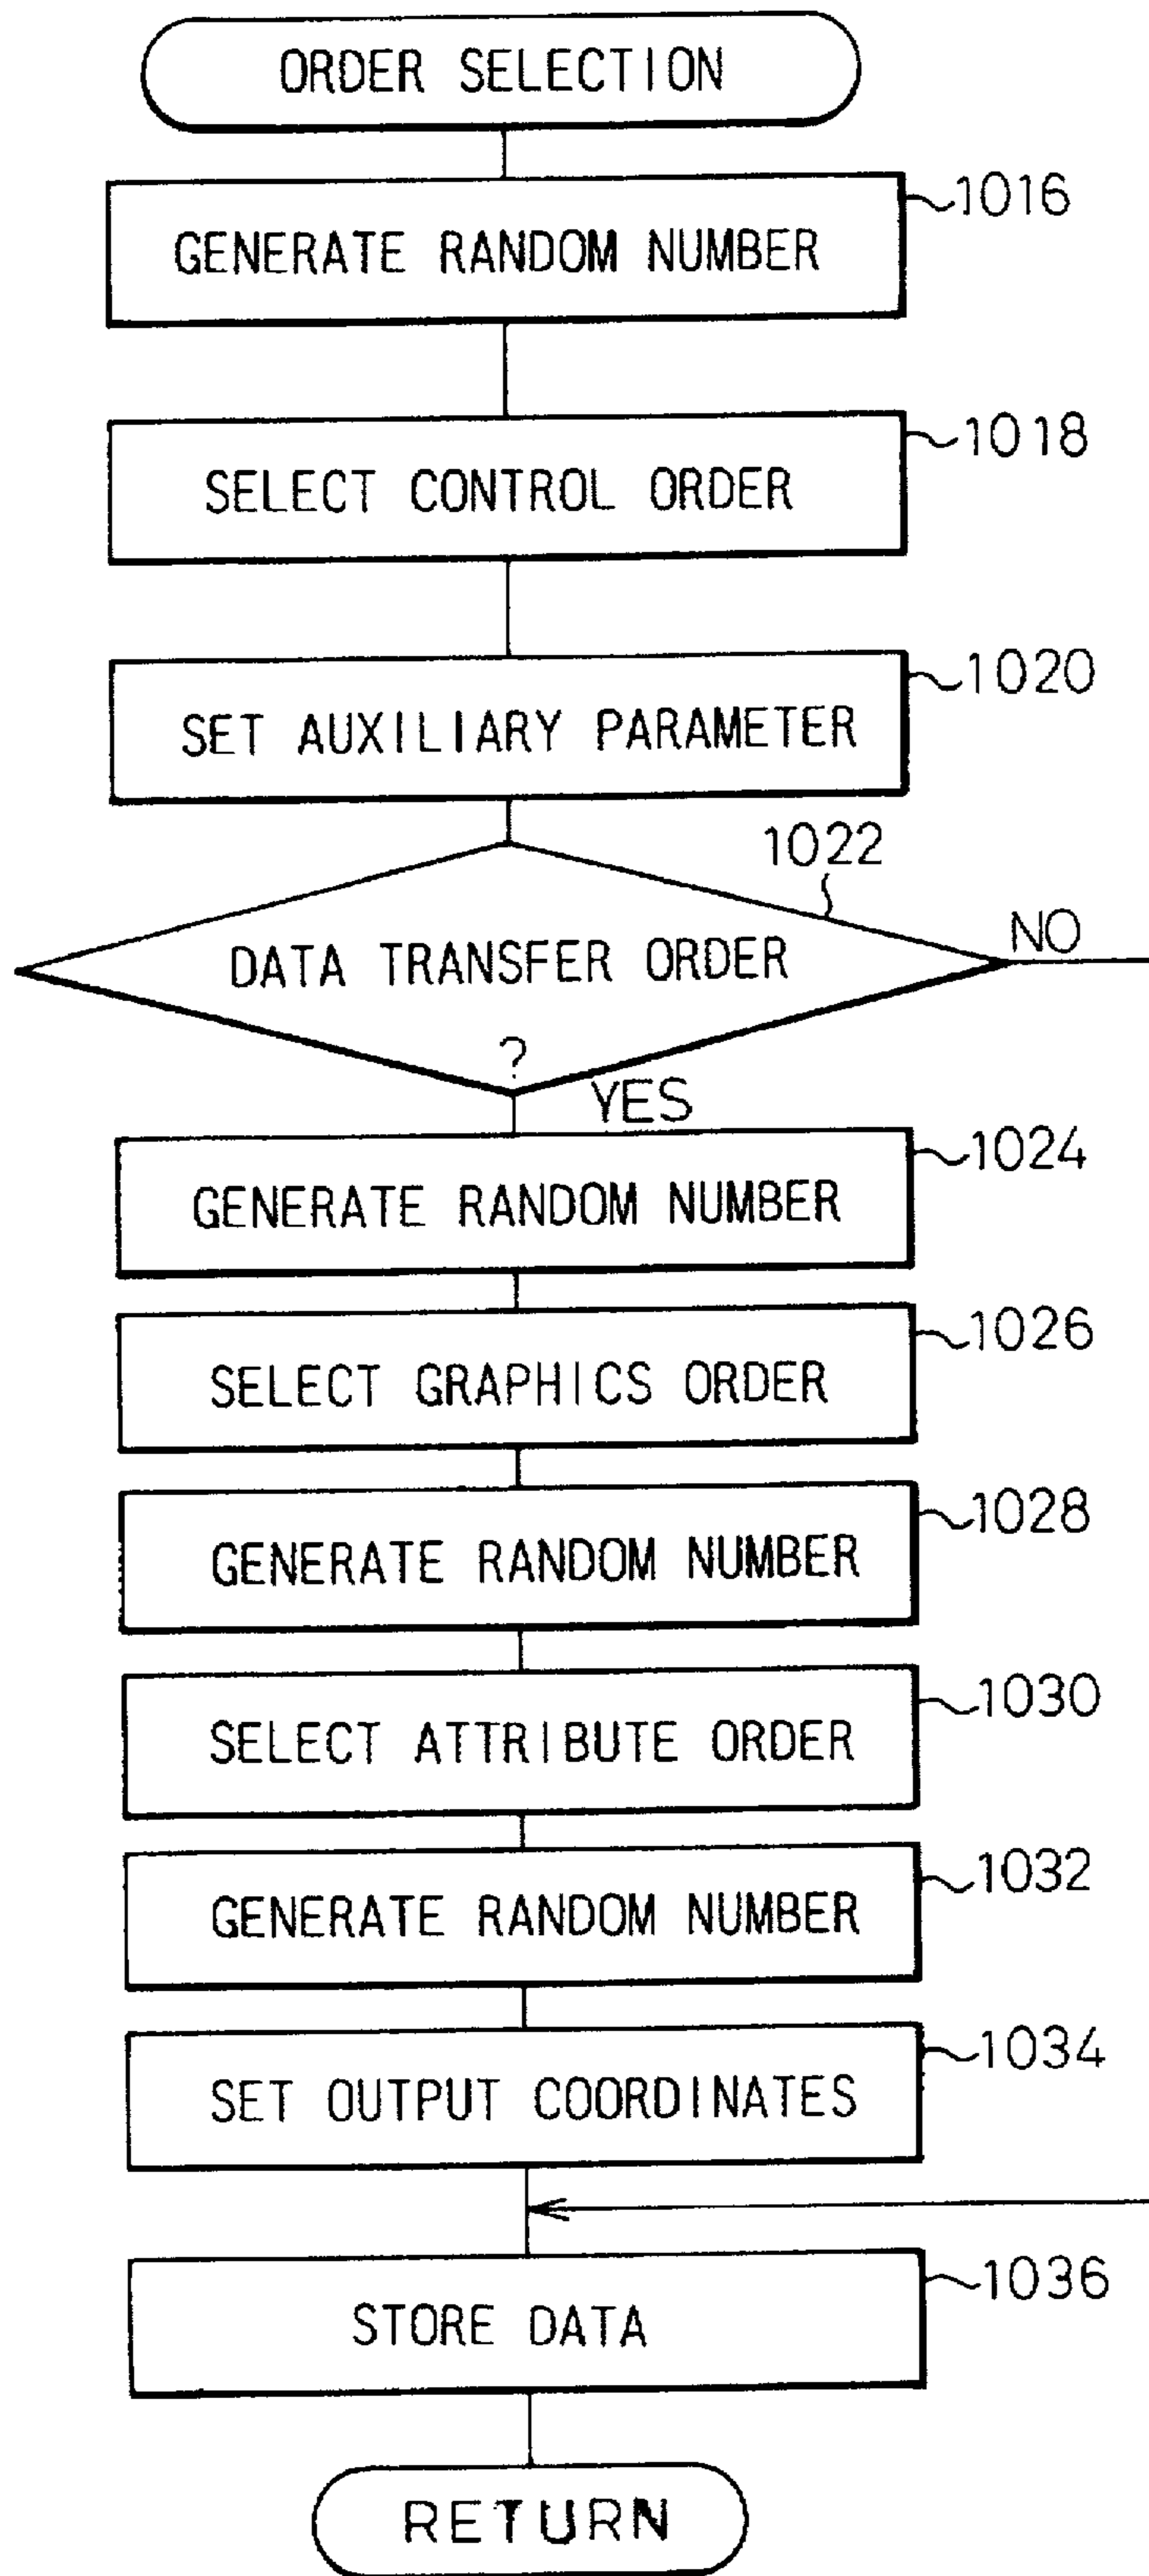 ORDER SELECTION
1016
GENERATE RANDOM NUMBER
1018
SELECT CONTROL ORDER
1020
SET AUXILIARY PARAMETER
1022
NO
DATA TRANSFER ORDER
?
YES
1024
GENERATE RANDOM NUMBER
1026
SELECT GRAPHICS ORDER
1028
GENERATE RANDOM NUMBER
1030
SELECT ATTRIBUTE ORDER
1032
GENERATE RANDOM NUMBER
1034
SET OUTPUT COORDINATES
1036
STORE DATA
RETURN